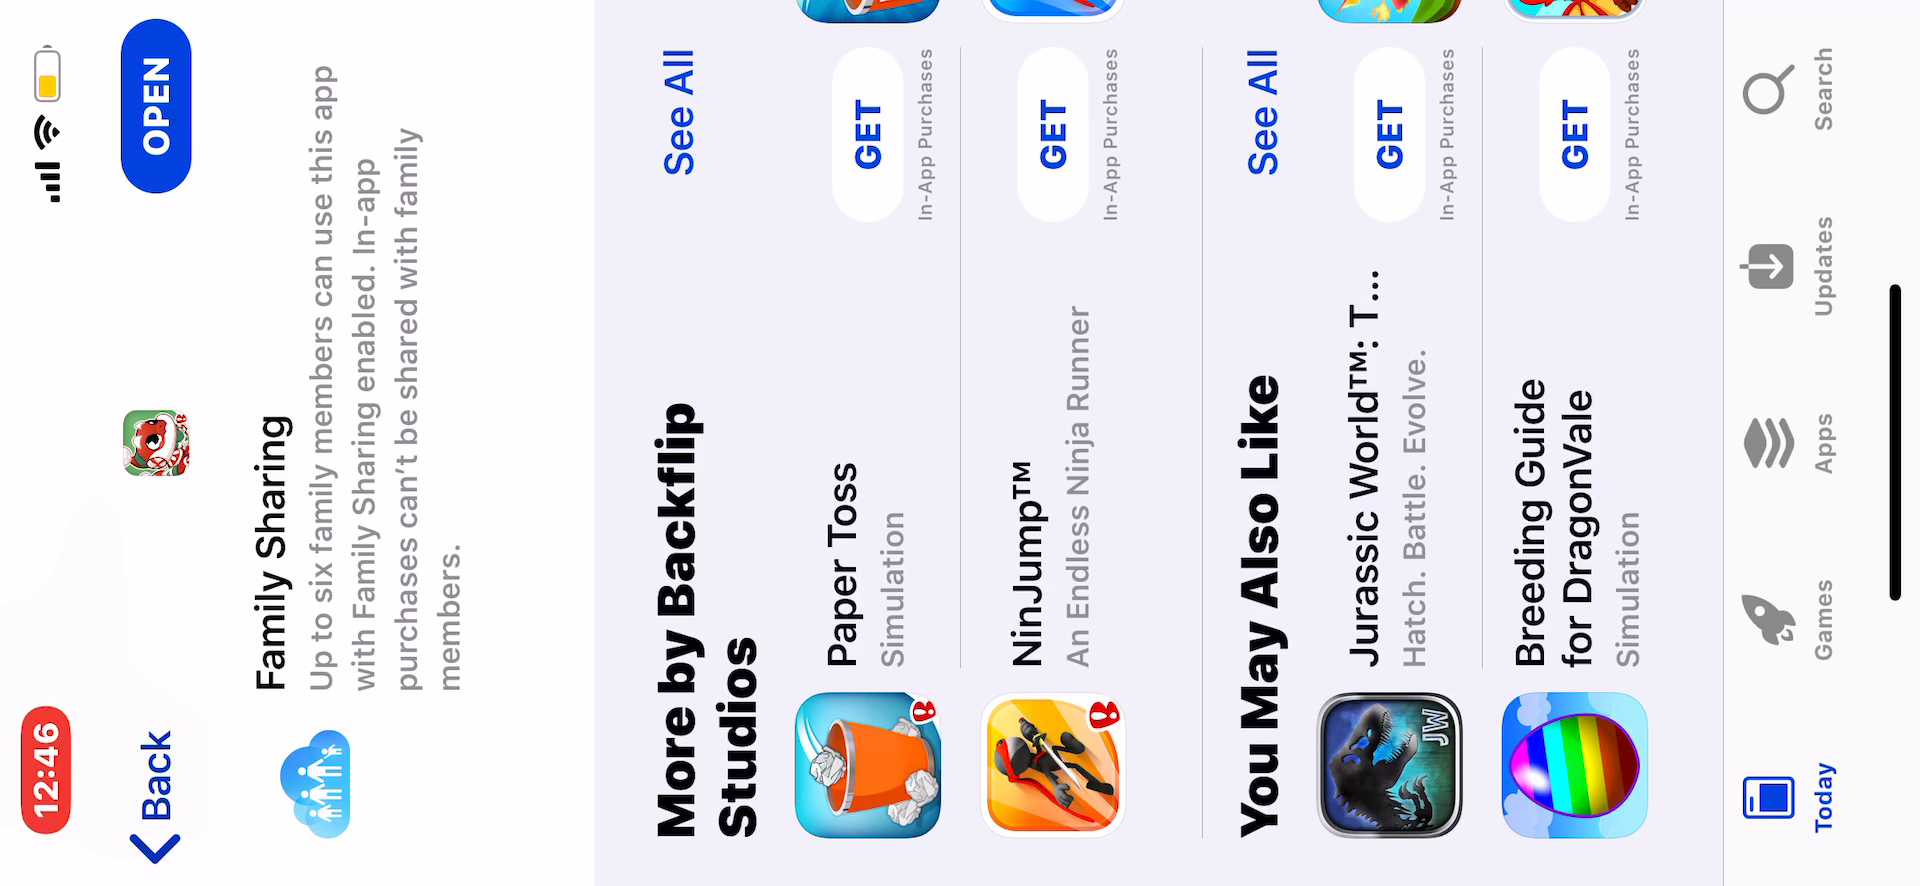 12:46
Back
OPEN
Family Sharing
Up to six family members can use this app
with Family Sharing enabled. In-app
purchases can't be shared with family
members.
More by Backflip
Studios
See All
Paper Toss
Simulation
GET
In-App Purchases
NinJump™
An Endless Ninja Runner
GET
In-App Purchases
You May Also Like
See All
Jurassic World™: T...
Hatch. Battle. Evolve.
GET
In-App Purchases
JW
Breeding Guide
for DragonVale
Simulation
GET
In-App Purchases
Today
Games
Apps
Updates
Search